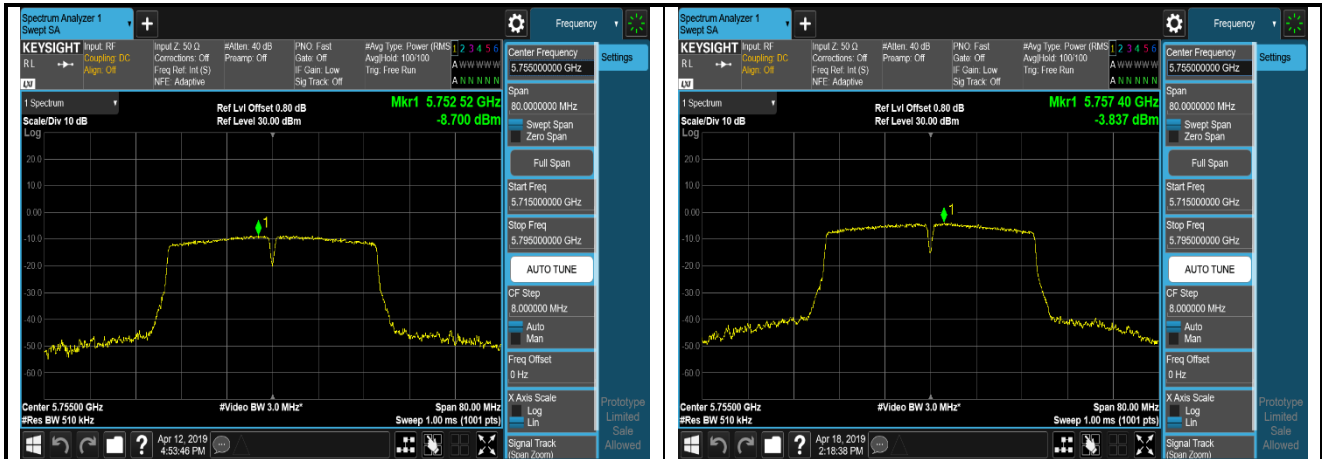 Spectrum Analyzer 1
Swept SA
+
Frequency
KEYSIGHT
RL
Input: RF
Coupling: DC
Align: Off
Input Z: 50 Ω
Corrections: Off
Freq Ref: Int (S)
NFE: Adaptive
#Atten: 40 dB
Preamp: Off
PNO: Fast
Gate: Off
IF Gain: Low
Sig Track: Off
#Avg Type: Power (RMS
Avg|Hold: 100/100
Trig: Free Run
1 2 3 4 5 6
A W W W W W
A N N N N N
LXI
1 Spectrum
Scale/Div 10 dB
Log
Ref Lvl Offset 0.80 dB
Ref Level 30.00 dBm
Mkr1 5.752 52 GHz
-8.700 dBm
20.0
10.0
0.00
-10.0
-20.0
-30.0
-40.0
-50.0
-60.0
1
Center 5.75500 GHz
#Res BW 510 kHz
#Video BW 3.0 MHz*
Span 80.00 MHz
Sweep 1.00 ms (1001 pts)
?
Apr 12, 2019
4:53:46 PM
Center Frequency
5.755000000 GHz
Settings
Span
80.0000000 MHz
Swept Span
Zero Span
Full Span
Start Freq
5.715000000 GHz
Stop Freq
5.795000000 GHz
AUTO TUNE
CF Step
8.000000 MHz
Auto
Man
Freq Offset
0 Hz
X Axis Scale
Log
Lin
Signal Track
(Span Zoom)
Prototype
Limited
Sale
Allowed
Spectrum Analyzer 1
Swept SA
+
Frequency
KEYSIGHT
RL
Input: RF
Coupling: DC
Align: Off
Input Z: 50 Ω
Corrections: Off
Freq Ref: Int (S)
NFE: Adaptive
#Atten: 40 dB
Preamp: Off
PNO: Fast
Gate: Off
IF Gain: Low
Sig Track: Off
#Avg Type: Power (RMS
Avg|Hold: 100/100
Trig: Free Run
1 2 3 4 5 6
A W W W W W
A N N N N N
LXI
1 Spectrum
Scale/Div 10 dB
Log
Ref Lvl Offset 0.80 dB
Ref Level 30.00 dBm
Mkr1 5.757 40 GHz
-3.837 dBm
20.0
10.0
0.00
-10.0
-20.0
-30.0
-40.0
-50.0
-60.0
1
Center 5.75500 GHz
#Res BW 510 kHz
#Video BW 3.0 MHz*
Span 80.00 MHz
Sweep 1.00 ms (1001 pts)
?
Apr 18, 2019
2:18:38 PM
Center Frequency
5.755000000 GHz
Settings
Span
80.0000000 MHz
Swept Span
Zero Span
Full Span
Start Freq
5.715000000 GHz
Stop Freq
5.795000000 GHz
AUTO TUNE
CF Step
8.000000 MHz
Auto
Man
Freq Offset
0 Hz
X Axis Scale
Log
Lin
Signal Track
(Span Zoom)
Prototype
Limited
Sale
Allowed